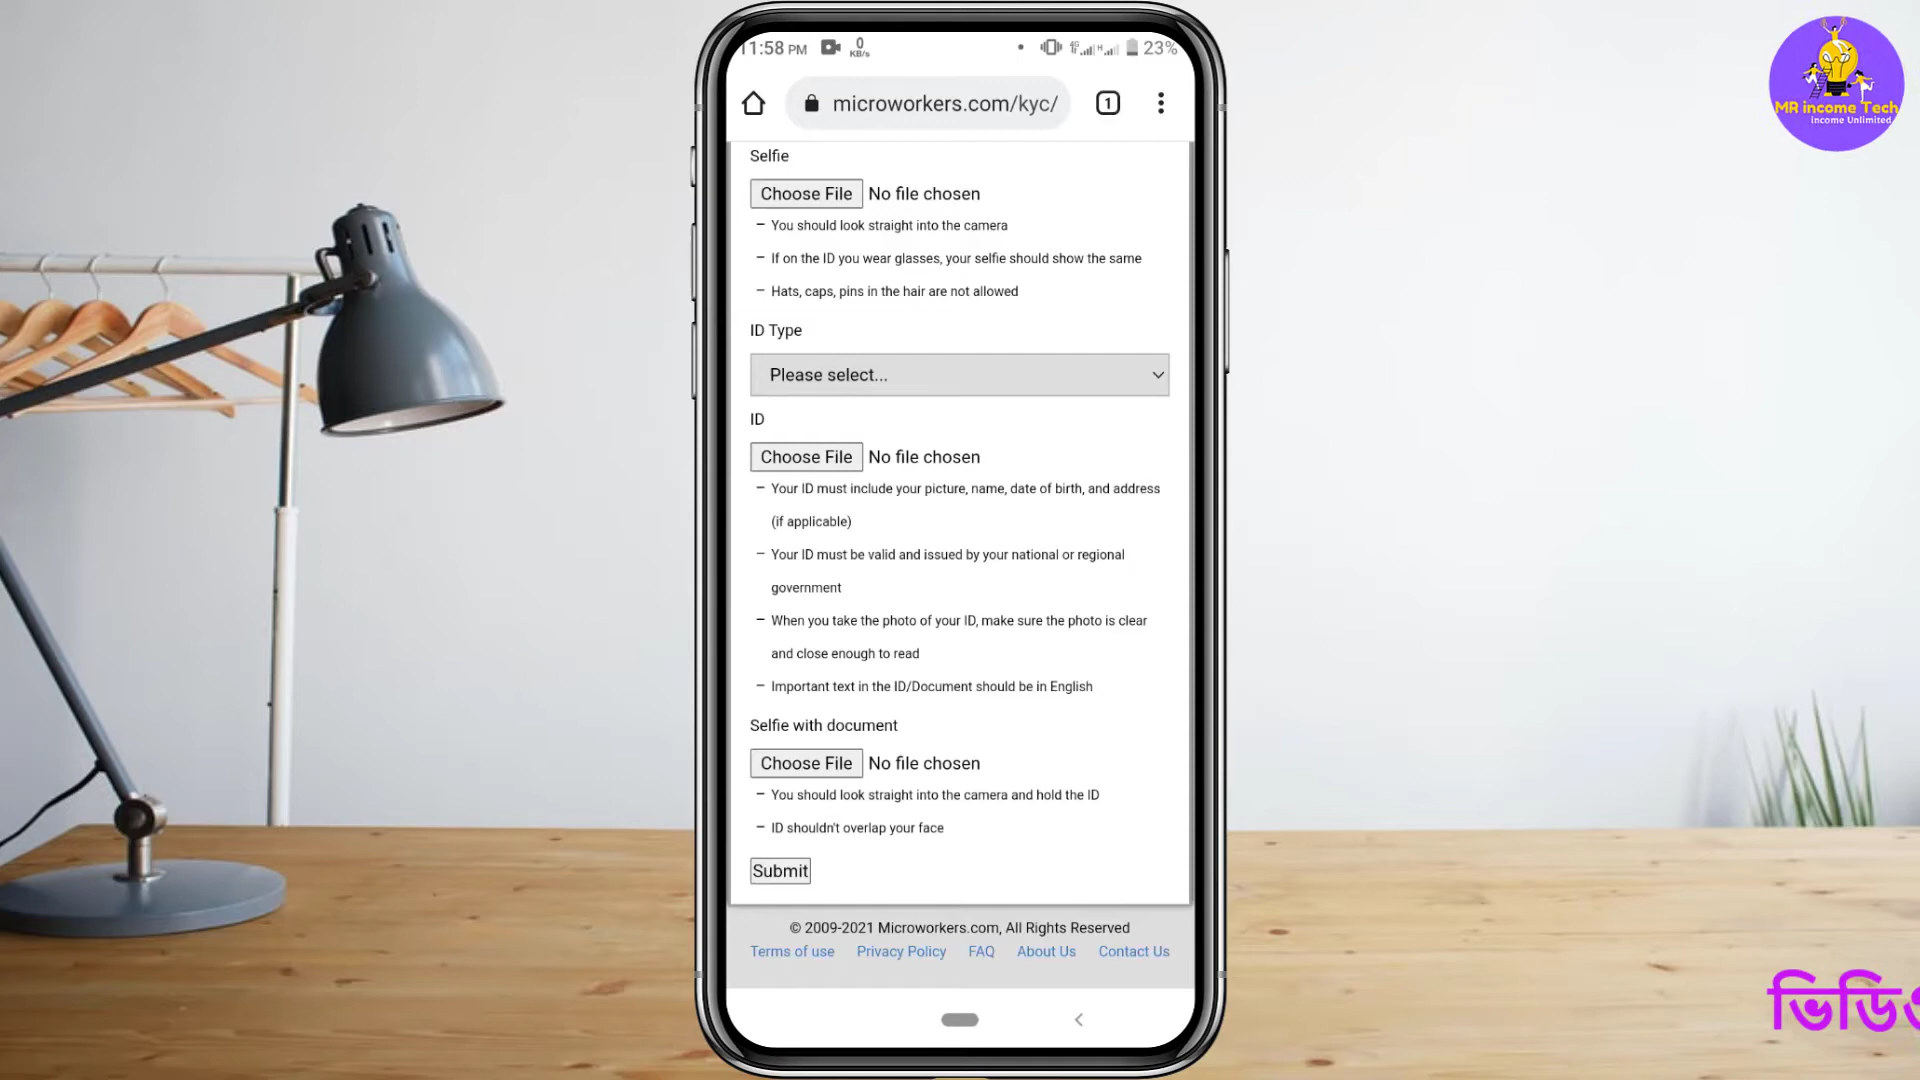 11:58 PM
0
KB/s
4G
H
23%
microworkers.com/kyc/
1
Selfie
Choose File No file chosen
– You should look straight into the camera
– If on the ID you wear glasses, your selfie should show the same
– Hats, caps, pins in the hair are not allowed
ID Type
Please select...
ID
Choose File No file chosen
– Your ID must include your picture, name, date of birth, and address
(if applicable)
– Your ID must be valid and issued by your national or regional
government
– When you take the photo of your ID, make sure the photo is clear
and close enough to read
– Important text in the ID/Document should be in English
Selfie with document
Choose File No file chosen
– You should look straight into the camera and hold the ID
– ID shouldn't overlap your face
Submit
© 2009-2021 Microworkers.com, All Rights Reserved
Terms of use Privacy Policy FAQ About Us Contact Us
MR income Tech
Income Unlimited